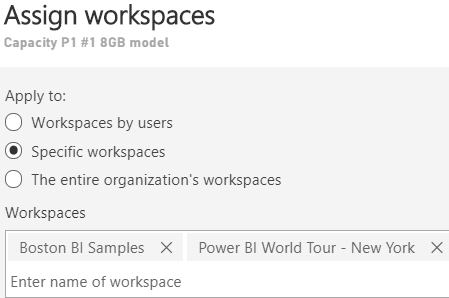 Assign workspaces
Capacity P1 #1 8GB model
Apply to:
Workspaces by users
Specific workspaces
The entire organization's workspaces
Workspaces
Boston BI Samples Power BI World Tour - New York
Enter name of workspace